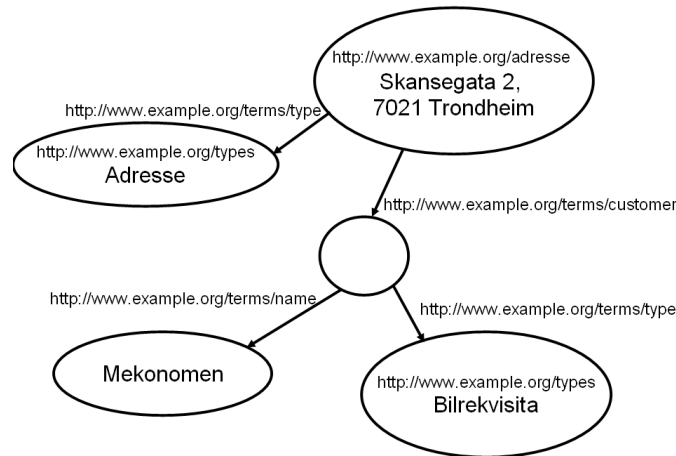 http://www.example.org/adresse
Skansegata 2,
7021 Trondheim
http://www.example.org/terms/type
http://www.example.org/types
Adresse
http://www.example.org/terms/customer
http://www.example.org/terms/name
http://www.example.org/terms/type
Mekonomen
http://www.example.org/types
Bilrekvisita